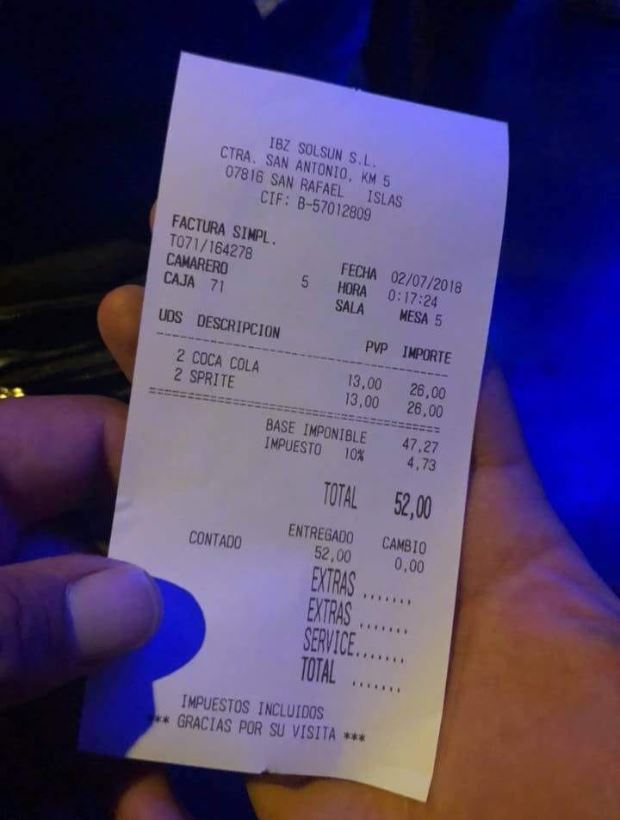 IBZ SOLSUN S.L.
CTRA. SAN ANTONIO, KM 5
07816 SAN RAFAEL ISLAS
CIF: B-57012809
FACTURA SIMPL.
T071/164278 FECHA 02/07/2018
CAMARERO 5 HORA 0:17:24
CAJA 71 SALA MESA 5
UDS DESCRIPCION PVP IMPORTE
2 COCA COLA 13,00 26,00
2 SPRITE 13,00 26,00
BASE IMPONIBLE 47,27
IMPUESTO 10% 4,73
TOTAL 52,00
ENTREGADO CAMBIO
CONTADO 52,00 0,00
EXTRAS .......
EXTRAS .......
SERVICE.......
TOTAL .......
IMPUESTOS INCLUIDOS
*** GRACIAS POR SU VISITA ***